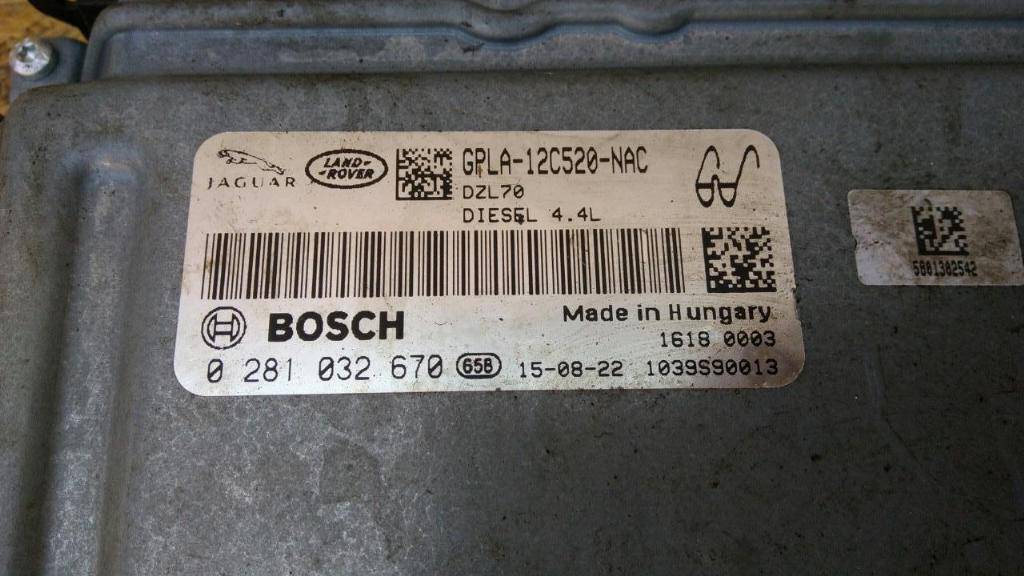 JAGUAR
LAND-
-ROVER
GPLA-12C520-NAC
DZL70
DIESEL 4.4L
BOSCH
Made in Hungary
1618 0003
0 281 032 670 658 15-08-22 1039S90013
5801302542